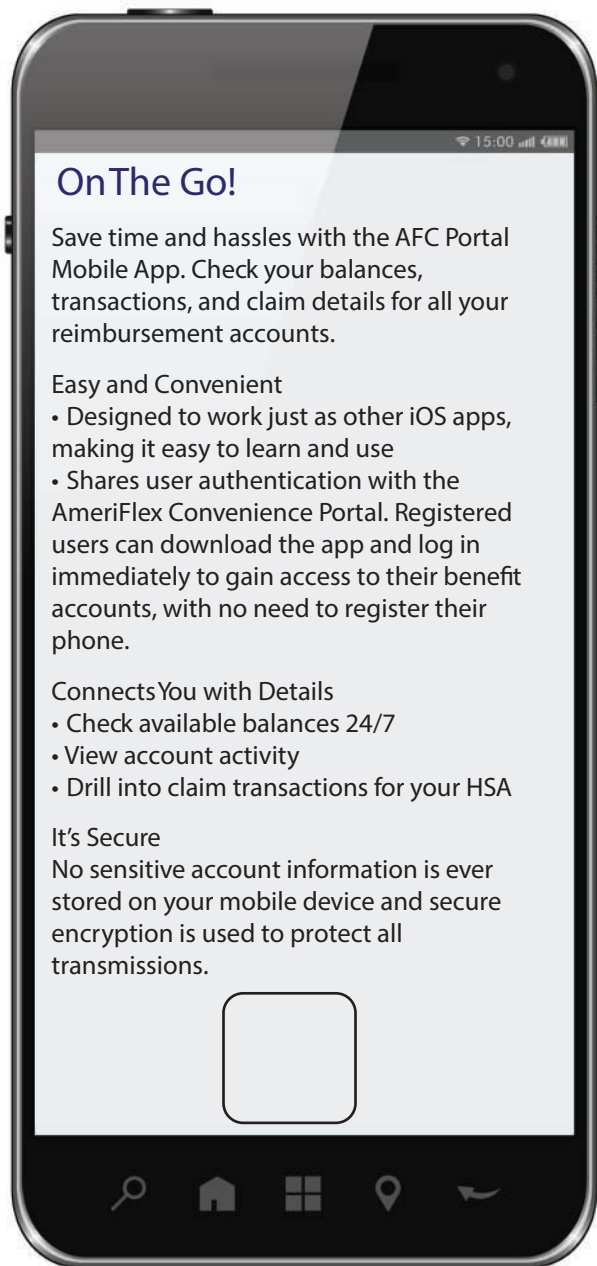 15:00
OnThe Go!
Save time and hassles with the AFC Portal
Mobile App. Check your balances,
transactions, and claim details for all your
reimbursement accounts.
Easy and Convenient
• Designed to work just as other iOS apps,
making it easy to learn and use
• Shares user authentication with the
AmeriFlex Convenience Portal. Registered
users can download the app and log in
immediately to gain access to their benefit
accounts, with no need to register their
phone.
ConnectsYou with Details
• Check available balances 24/7
• View account activity
• Drill into claim transactions for your HSA
It’s Secure
No sensitive account information is ever
stored on your mobile device and secure
encryption is used to protect all
transmissions.